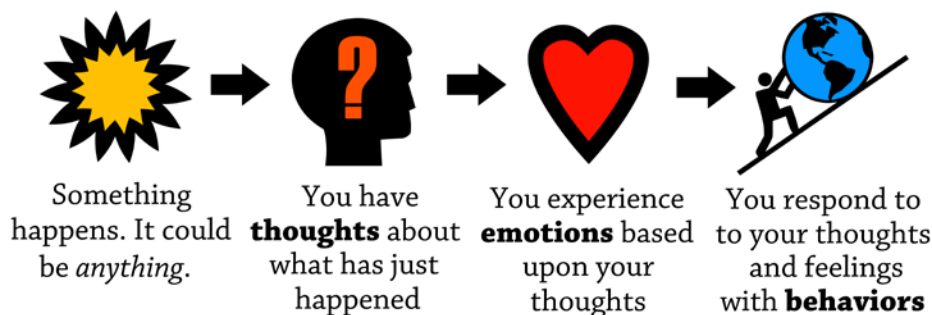 ?
Something
happens. It could
be anything.
You have
thoughts about
what has just
happened
You experience
emotions based
upon your
thoughts
You respond to
to your thoughts
and feelings
with behaviors